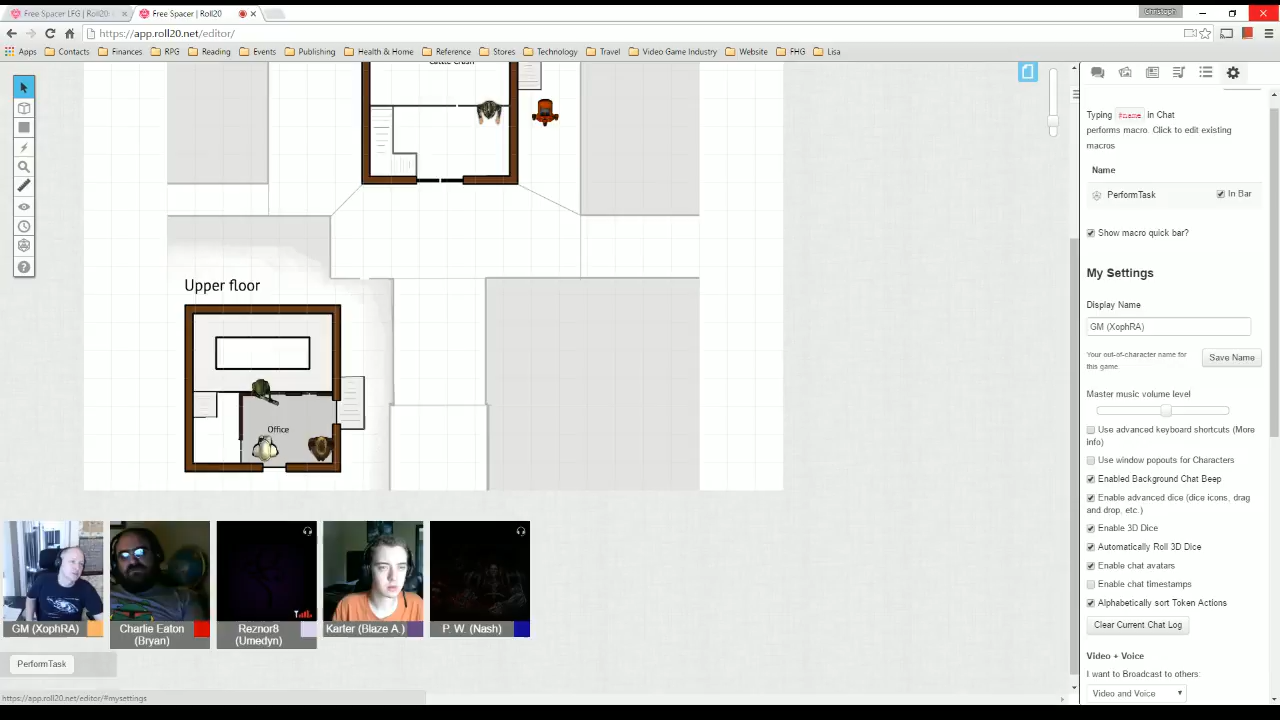 Free Spacer LFG | Roll20:
Free Spacer | Roll20
Christoph
https://app.roll20.net/editor/
Apps
Contacts
Finances
RPG
Reading
Events
Publishing
Health & Home
Reference
Stores
Technology
Travel
Video Game Industry
Website
FHG
Lisa
Typing #name in Chat
performs macro. Click to edit existing
macros
Name
PerformTask
In Bar
Show macro quick bar?
My Settings
Display Name
GM (XophRA)
Your out-of-character name for
this game.
Save Name
Master music volume level
Use advanced keyboard shortcuts (More
info)
Use window popouts for Characters
Enabled Background Chat Beep
Enable advanced dice (dice icons, drag
and drop, etc.)
Enable 3D Dice
Automatically Roll 3D Dice
Enable chat avatars
Enable chat timestamps
Alphabetically sort Token Actions
Clear Current Chat Log
Video + Voice
I want to Broadcast to others:
Video and Voice
Upper floor
Office
GM (XophRA)
Charlie Eaton
(Bryan)
Reznor8
(Umedyn)
Karter (Blaze A.)
P. W. (Nash)
PerformTask
https://app.roll20.net/editor/#mysettings